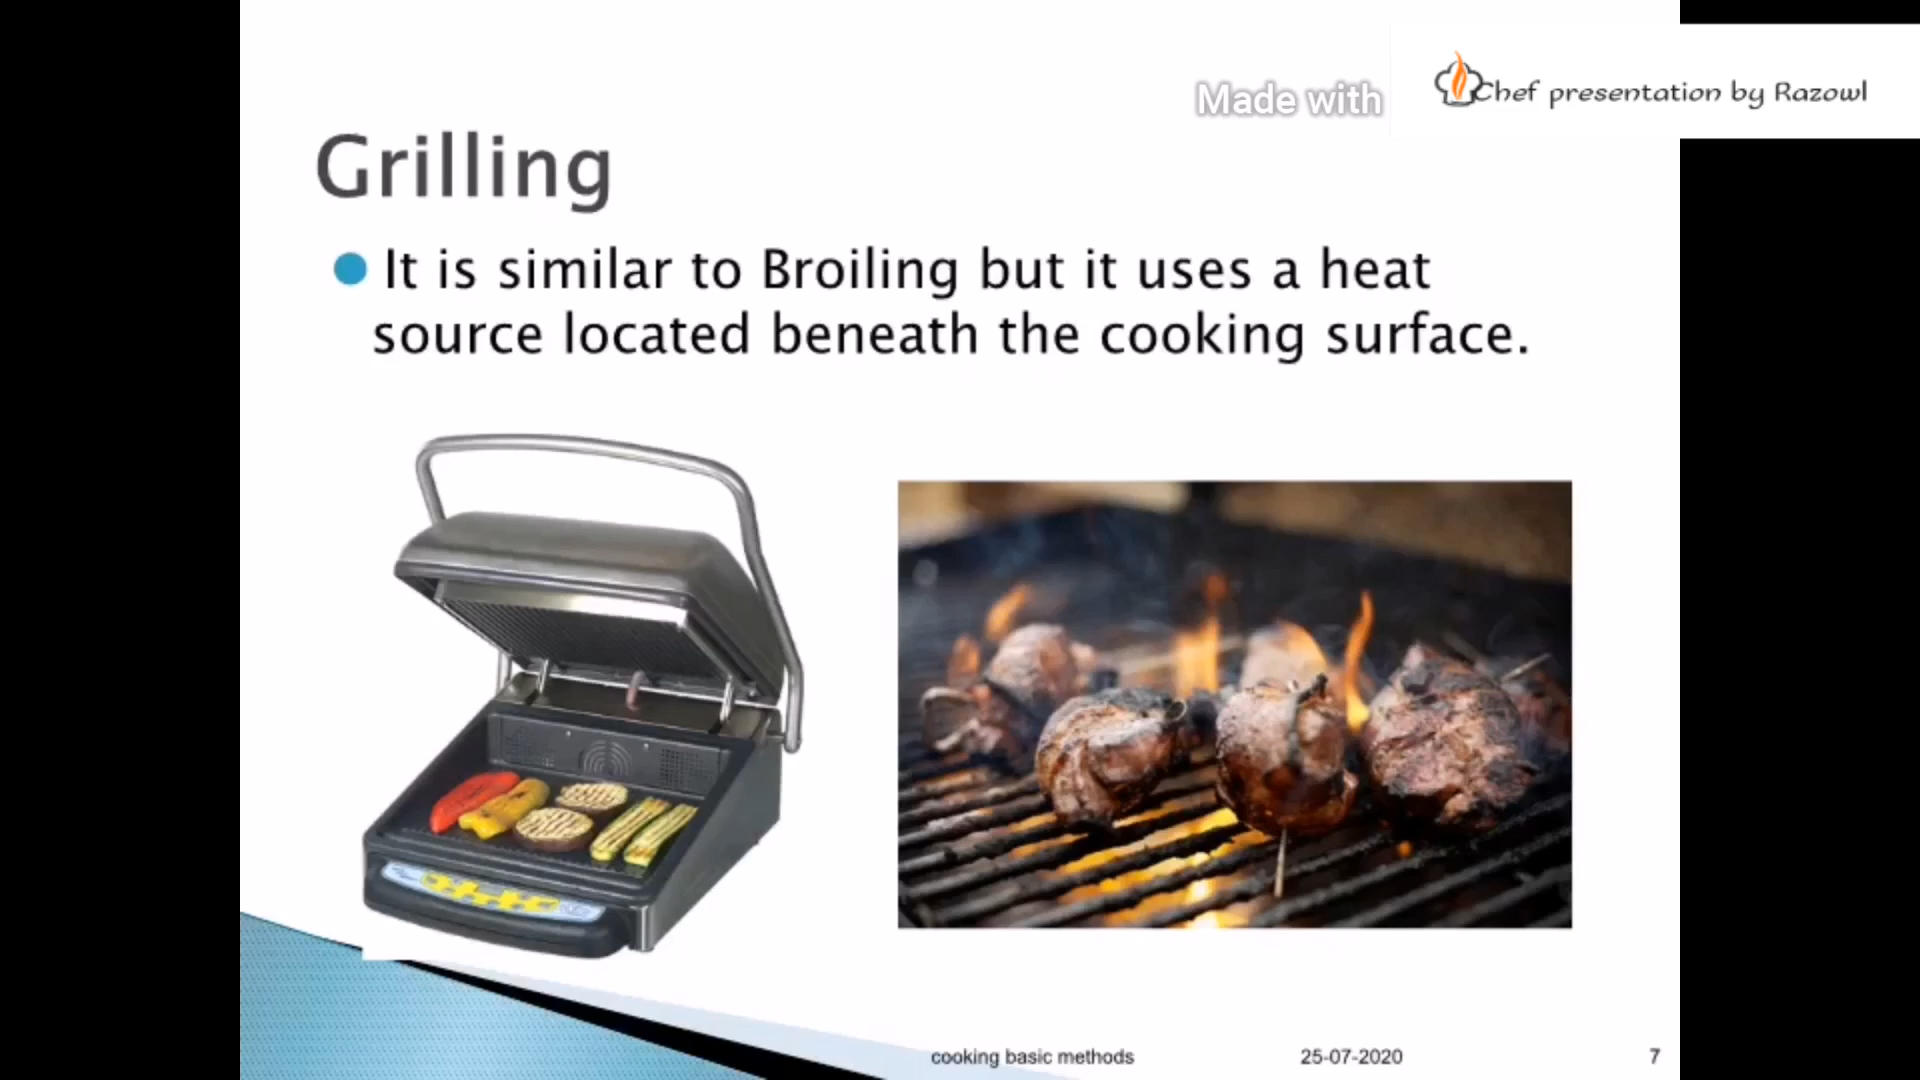 Made with
Chef presentation by Razowl
Grilling
It is similar to Broiling but it uses a heat
source located beneath the cooking surface.
cooking basic methods
25-07-2020
7